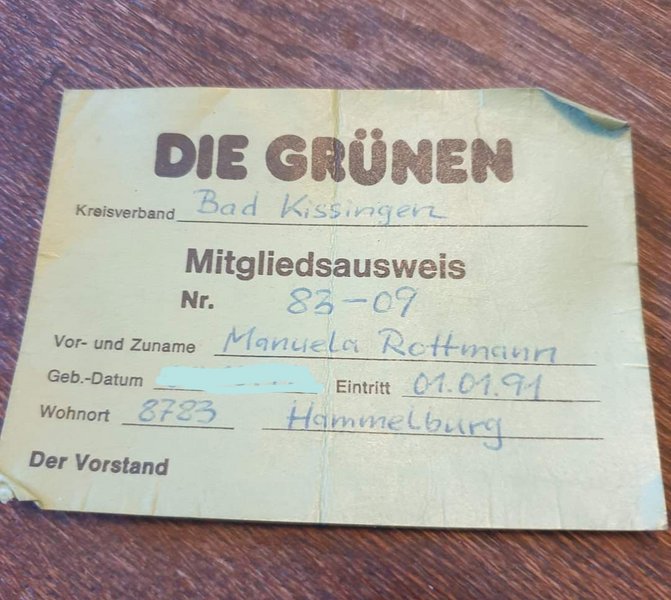 DIE GRÜNEN
Kreisverband Bad Kissingen
Mitgliedsausweis
Nr. 83-09
Vor- und Zuname Manuela Rottmann
Geb.-Datum Eintritt 01.01.91
Wohnort 8783 Hammelburg
Der Vorstand